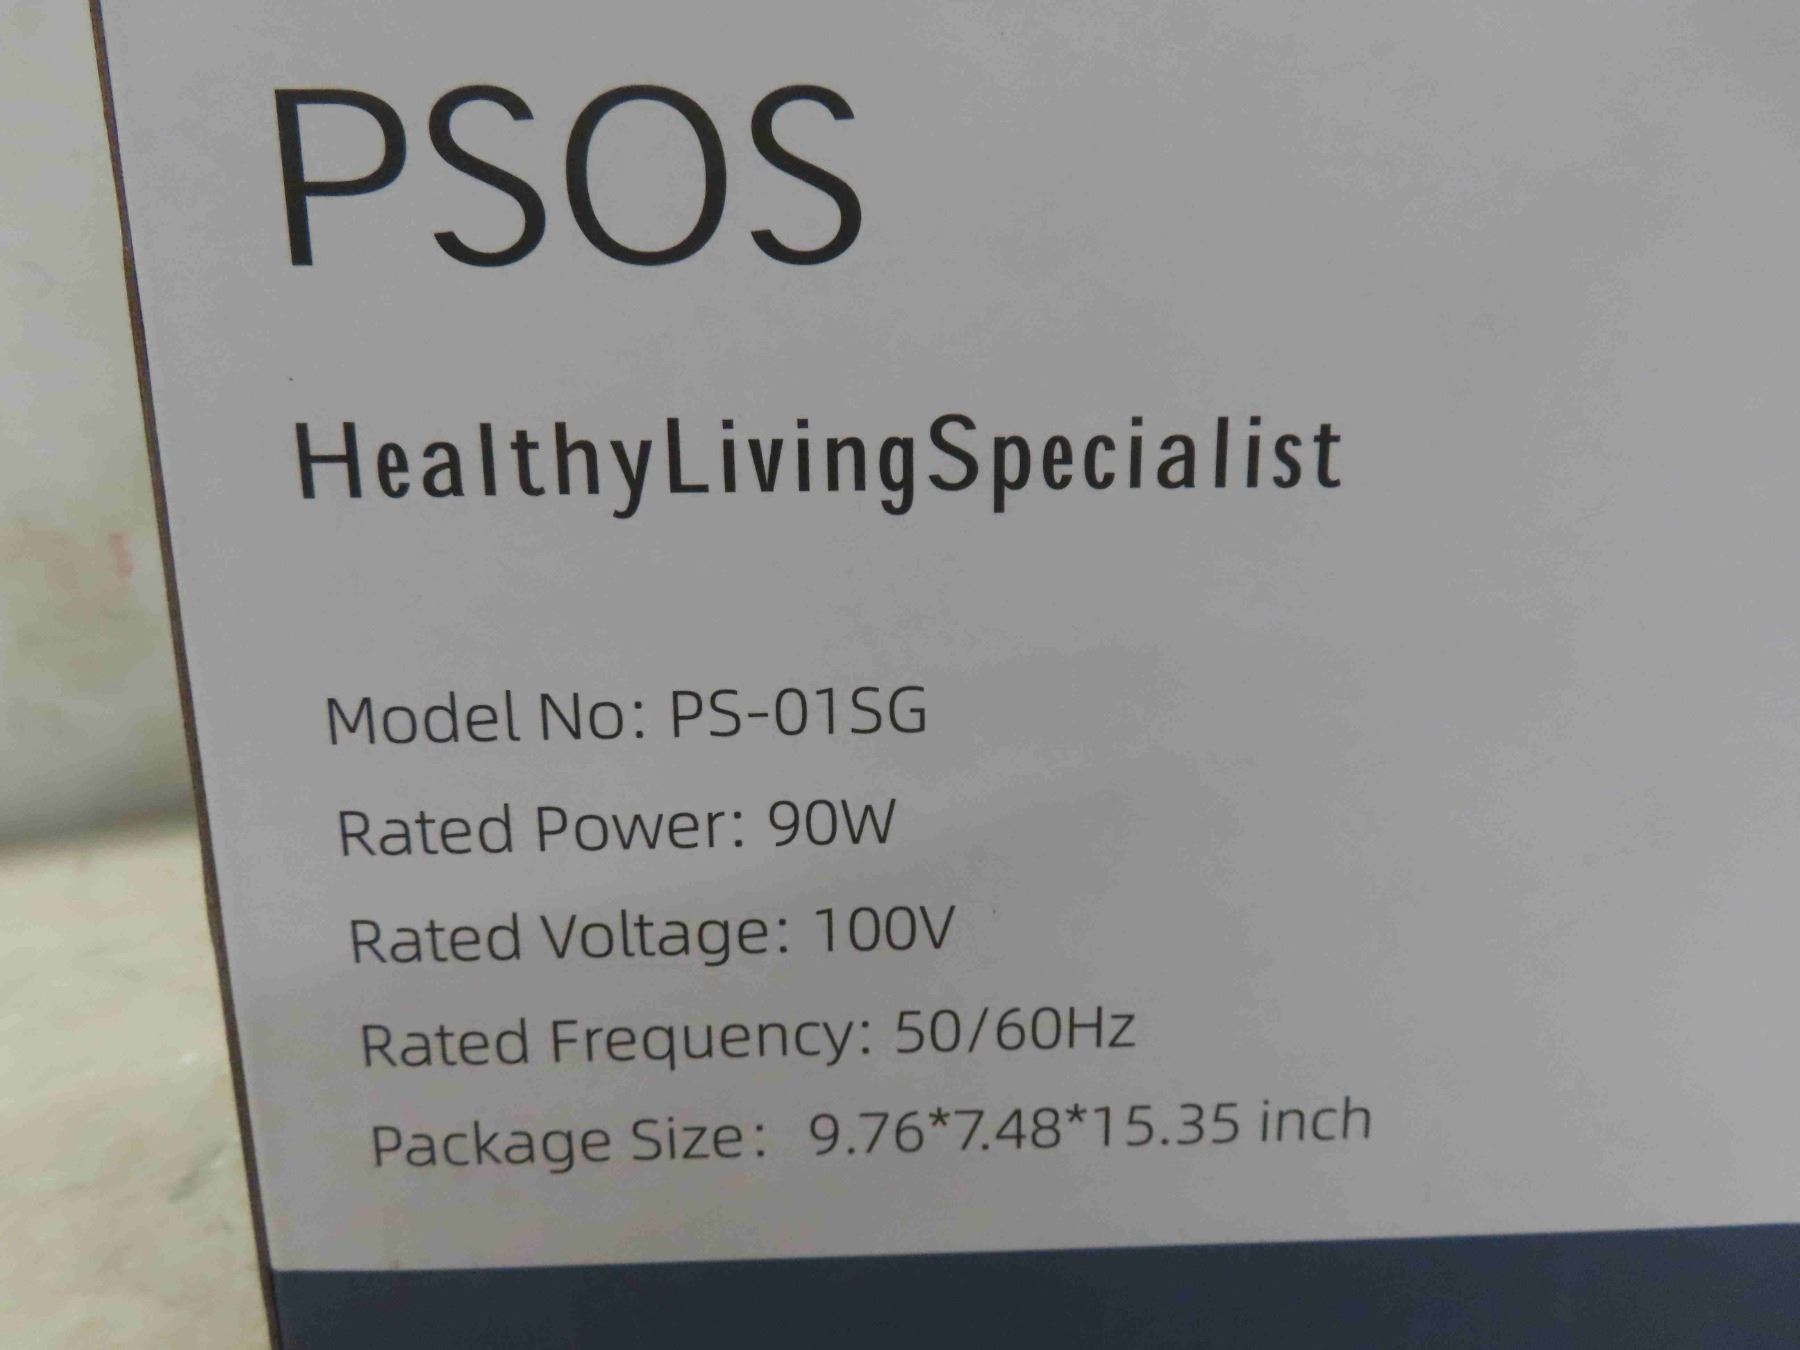 PSOS
HealthyLivingSpecialist
Model No: PS-01SG
Rated Power: 90W
Rated Voltage: 100V
Rated Frequency: 50/60Hz
Package Size: 9.76*7.48*15.35 inch